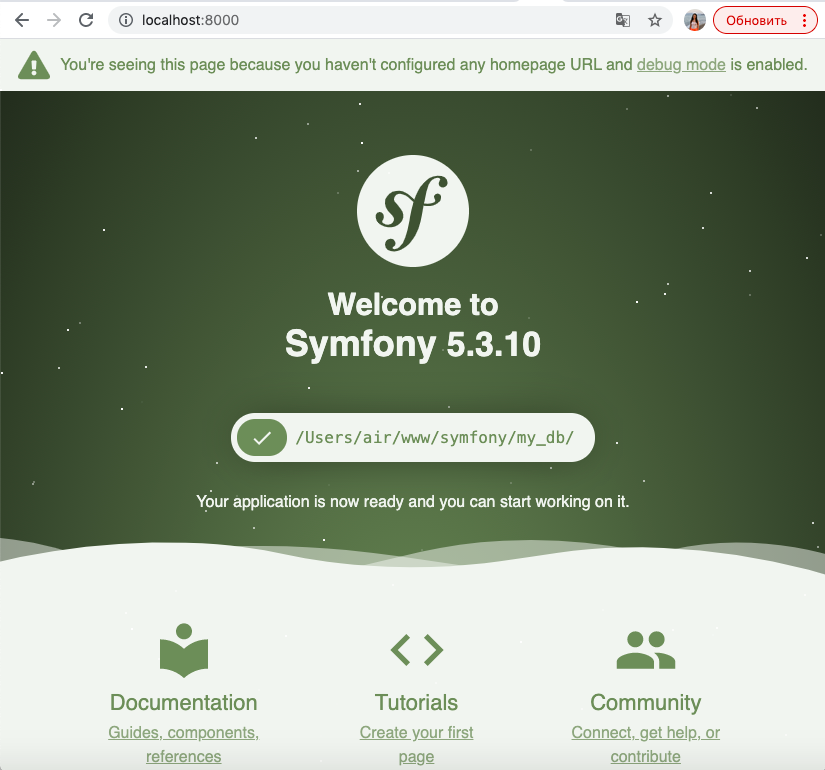 localhost:8000
Обновить
You're seeing this page because you haven't configured any homepage URL and debug mode is enabled.
sf
Welcome to
Symfony 5.3.10
/Users/air/www/symfony/my_db/
Your application is now ready and you can start working on it.
Documentation
Guides, components,
references
Tutorials
Create your first
page
Community
Connect, get help, or
contribute